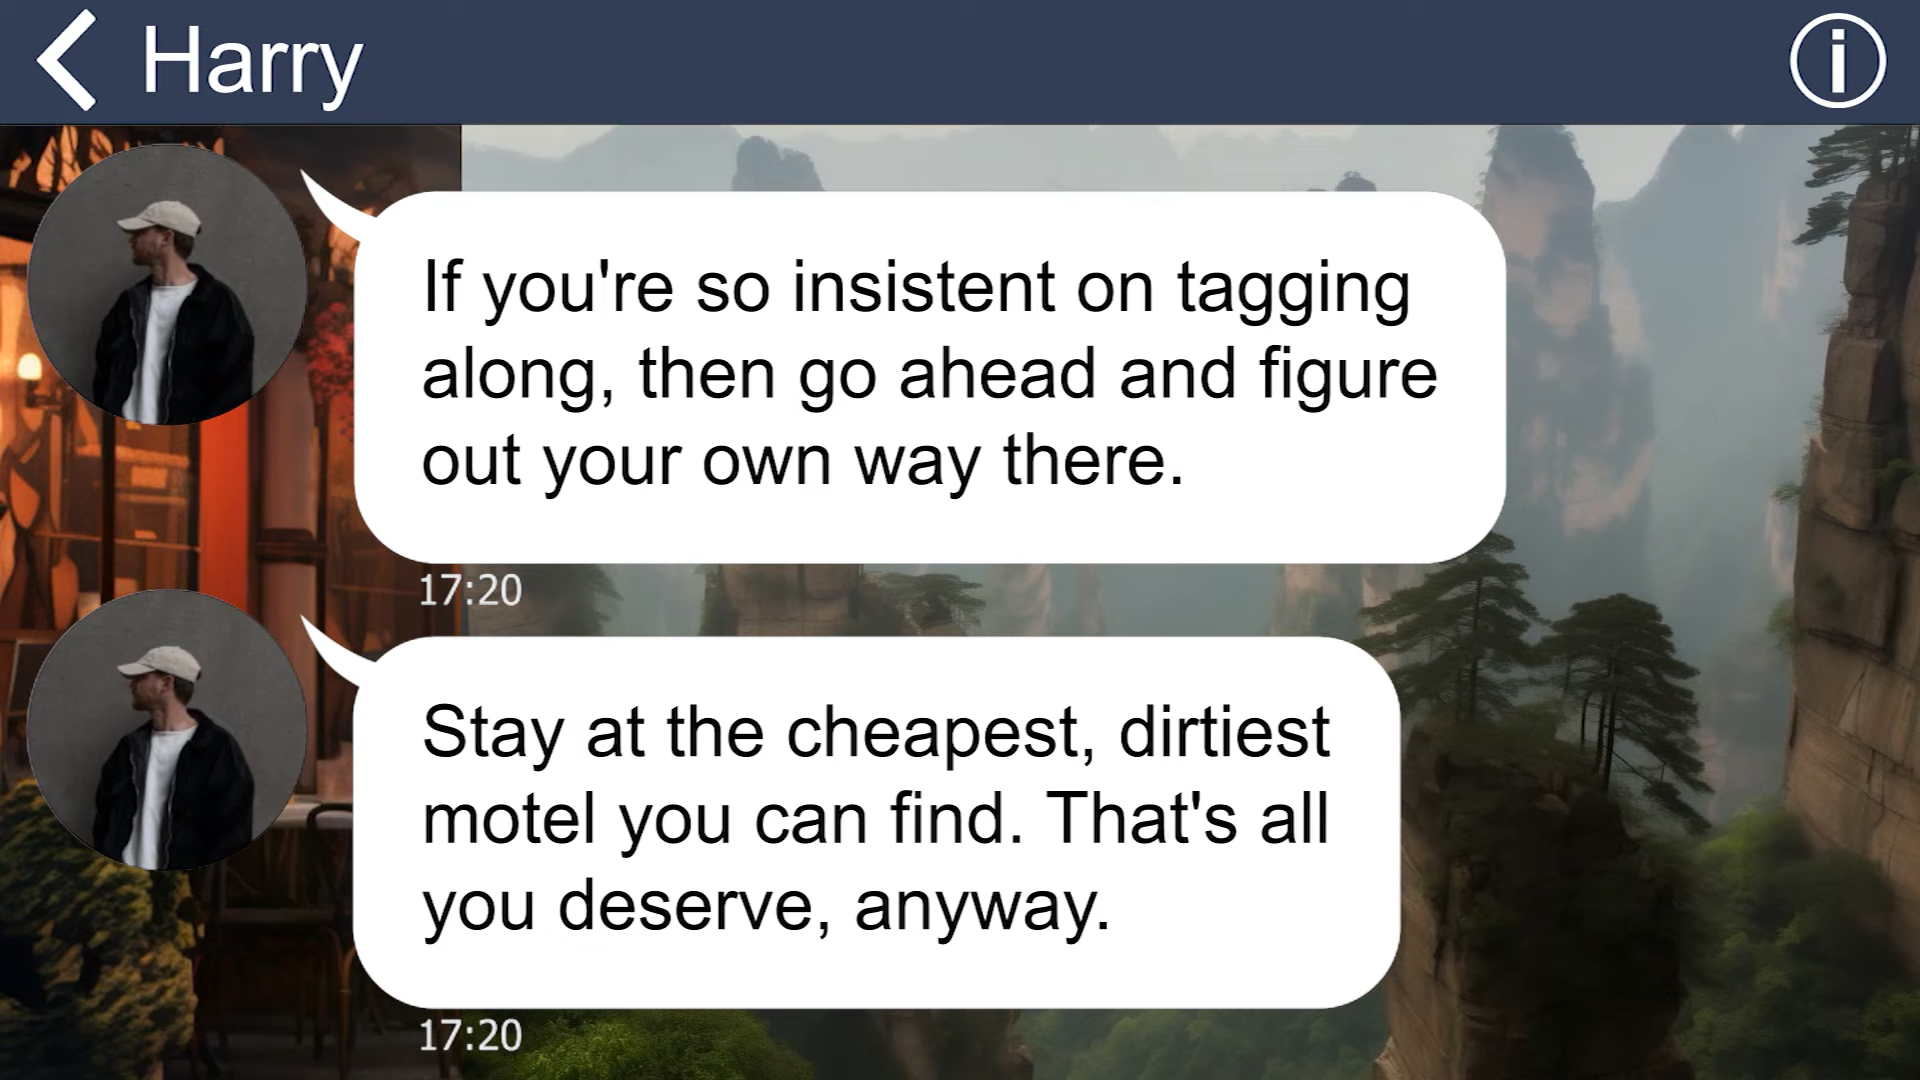 Harry
If you're so insistent on tagging
along, then go ahead and figure
out your own way there.
17:20
Stay at the cheapest, dirtiest
motel you can find. That's all
you deserve, anyway.
17:20